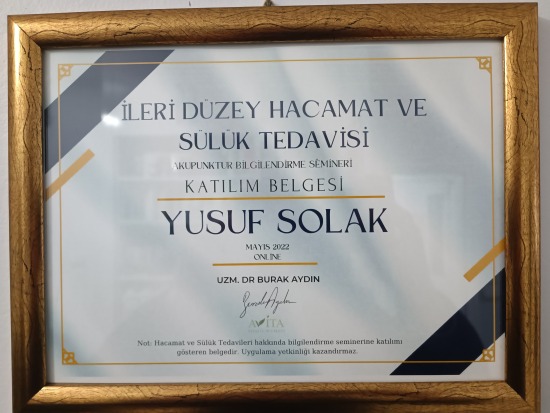 İLERİ DÜZEY HACAMAT VE
SÜLÜK TEDAVİSİ
AKUPUNKTUR BİLGİLENDİRME SEMİNERİ
KATILIM BELGESİ
YUSUF SOLAK
MAYIS 2022
ONLINE
UZM. DR BURAK AYDIN
AVİTA
Not: Hacamat ve Sülük Tedavileri hakkında bilgilendirme seminerine katılımı
gösteren belgedir. Uygulama yetkinliği kazandırmaz.